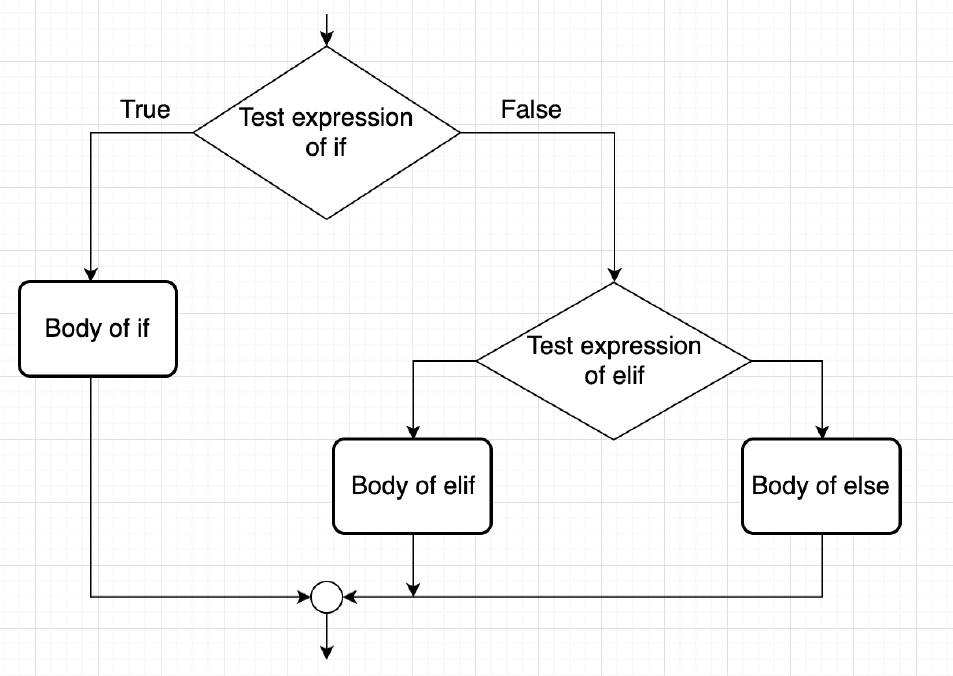 True
False
Test expression
of if
Body of if
Test expression
of elif
Body of elif
Body of else